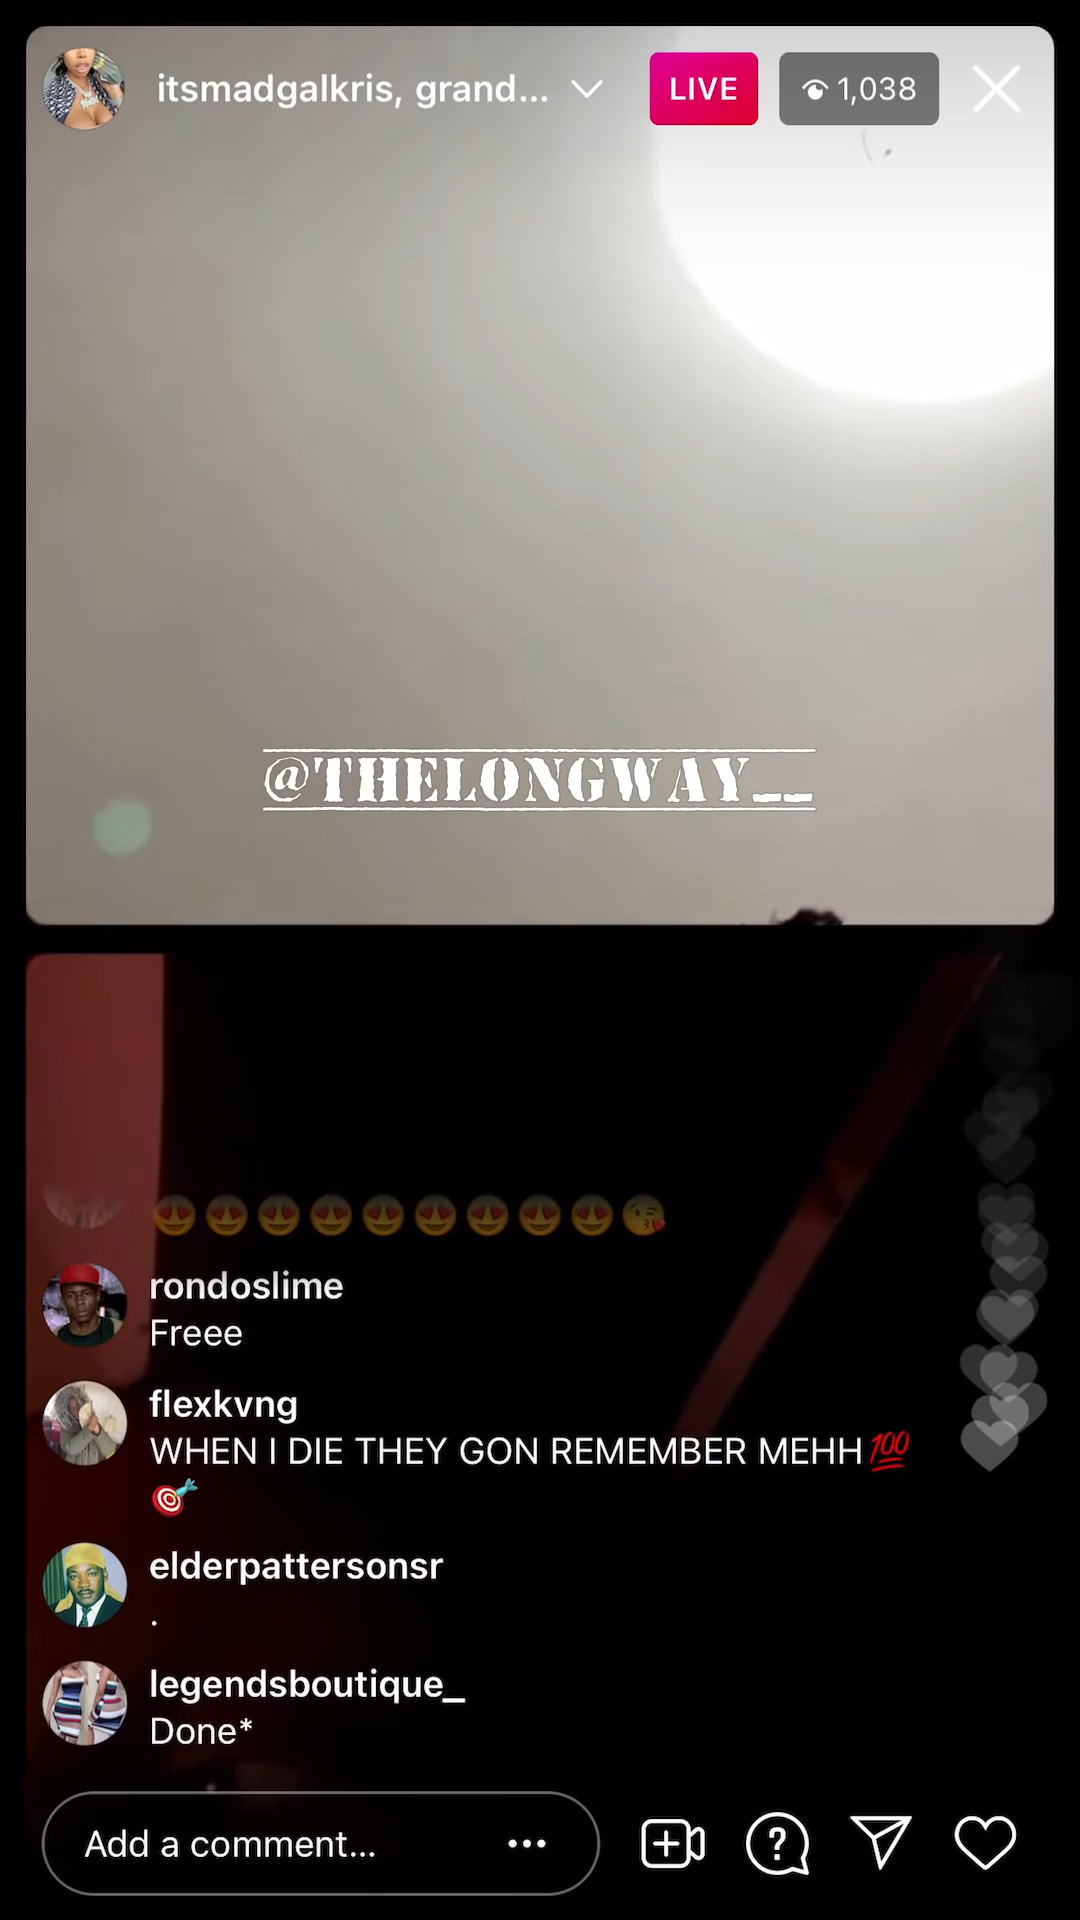 itsmadgalkris, grand...
LIVE
1,038
@THELONGWAY__
😍😍😍😍😍😍😍😍😍😘
rondoslime
Freee
flexkvng
WHEN I DIE THEY GON REMEMBER MEHH💯
🎯
elderpattersonsr
.
legendsboutique_
Done*
Add a comment...